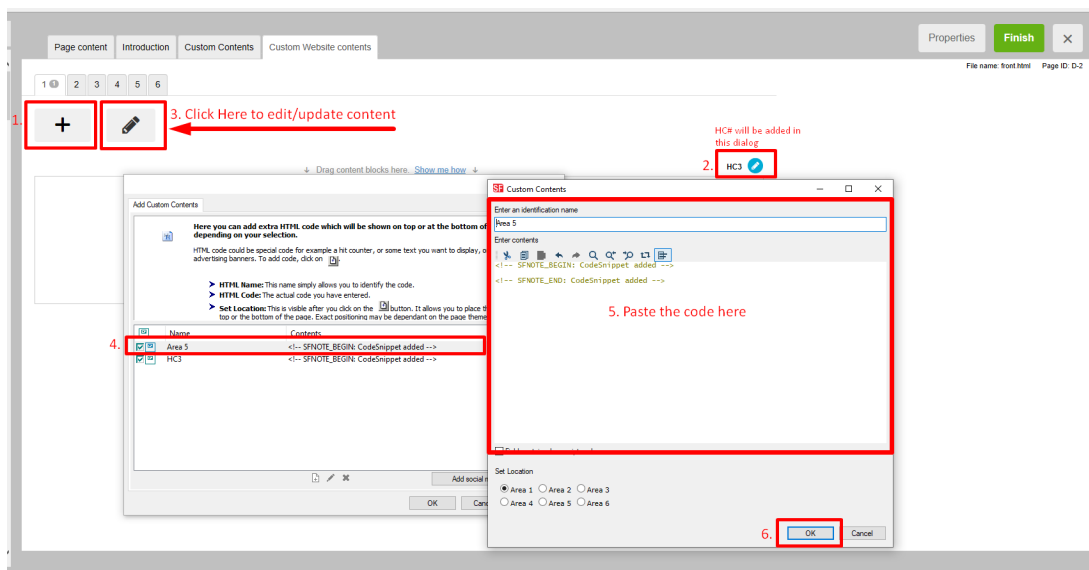 Page content Introduction Custom Contents Custom Website contents
Properties Finish
File name: front.html Page ID: D-2
1 1 2 3 4 5 6
1.
3. Click Here to edit/update content
HC# will be added in
this dialog
2. HC3
↓ Drag content blocks here. Show me how ↓
Add Custom Contents
Here you can add extra HTML code which will be shown on top or at the bottom of
depending on your selection.
HTML code could be special code for example a hit counter, or some text you want to display, o
advertising banners. To add code, click on
HTML Name: This name simply allows you to identify the code.
HTML Code: The actual code you have entered.
Set Location: This is visible after you click on the button. It allows you to place t
top or the bottom of the page. Exact positioning may be dependant on the page theme
Name Contents
4. Area 5 <!-- SFNOTE_BEGIN: CodeSnippet added -->
HC3 <!-- SFNOTE_BEGIN: CodeSnippet added -->
Add social n
OK Canc
SF Custom Contents
Enter an identification name
Area 5
Enter contents
<!-- SFNOTE_BEGIN: CodeSnippet added -->
<!-- SFNOTE_END: CodeSnippet added -->
5. Paste the code here
Set Location
Area 1 Area 2 Area 3
Area 4 Area 5 Area 6
6. OK Cancel